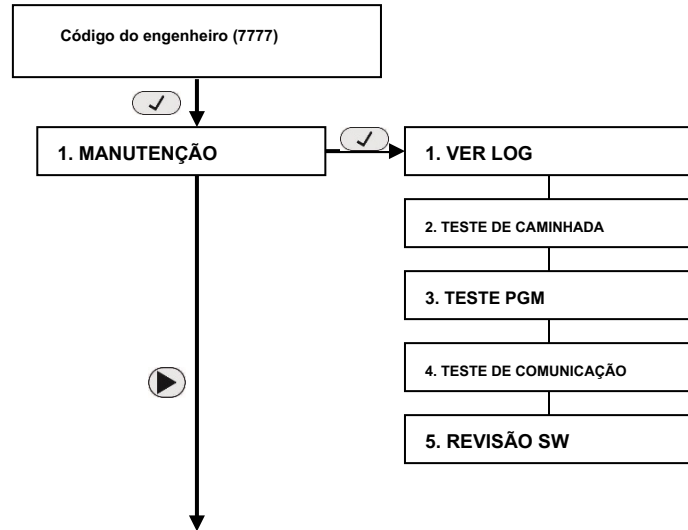 Código do engenheiro (7777)
1. MANUTENÇÃO
1. VER LOG
2. TESTE DE CAMINHADA
3. TESTE PGM
4. TESTE DE COMUNICAÇÃO
5. REVISÃO SW